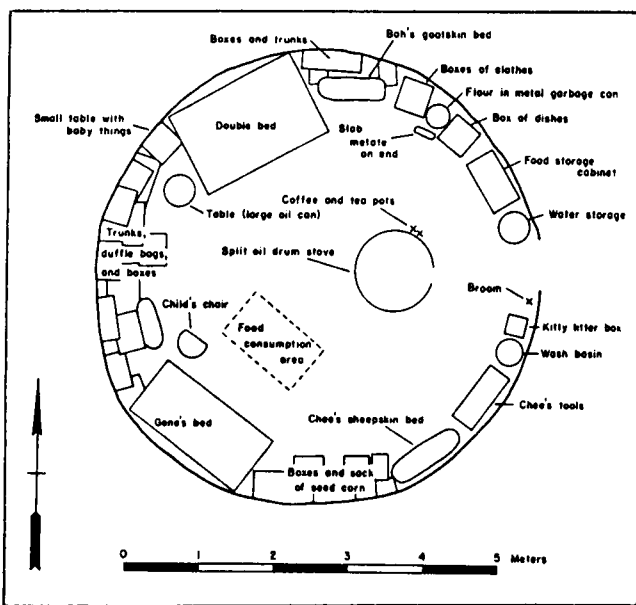 Boxes and trunks
Bah's goatskin bed
Boxes of clothes
Flour in metal garbage can
Small table with
baby things
Double bed
Slab
metate
on end
Box of dishes
Food storage
cabinet
Coffee and tea pots
Table (large oil can)
Water storage
Trunks,
duffle bags,
and boxes
Split oil drum stove
Broom
Child's chair
Food
consumption
area
Kitty litter box
Wash basin
Gene's bed
Chee's sheepskin bed
Chee's tools
Boxes and sack
of seed corn
0 1 2 3 4 5 Meters